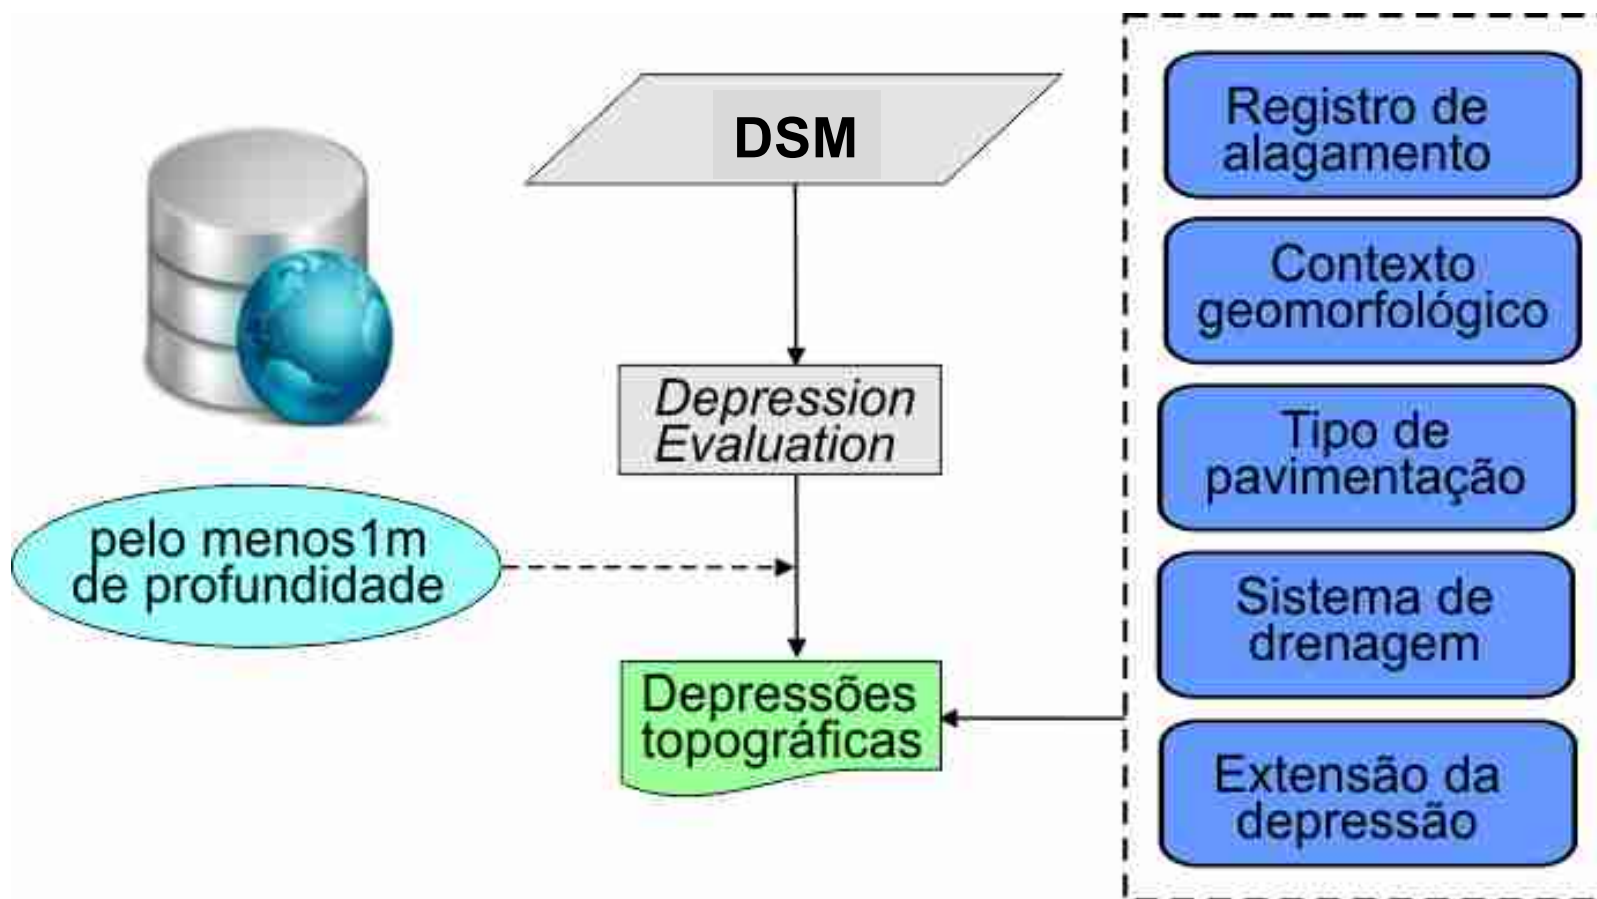 DSM
Depression
Evaluation
pelo menos1m
de profundidade
Depressões
topográficas
Registro de
alagamento
Contexto
geomorfológico
Tipo de
pavimentação
Sistema de
drenagem
Extensão da
depressão